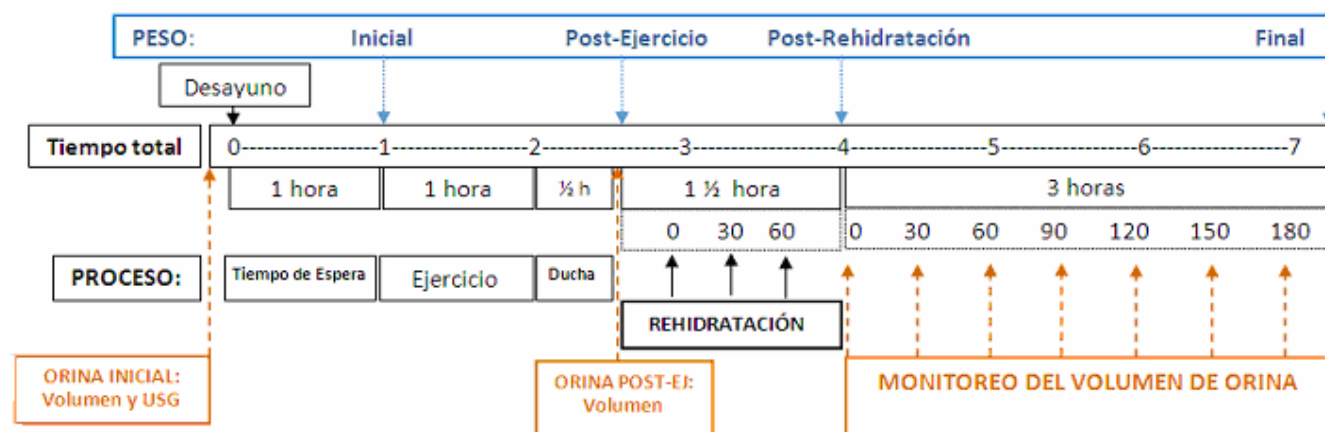 PESO: Inicial Post-Ejercicio Post-Rehidratación Final
Desayuno
Tiempo total 0------------------1------------------2------------------3------------------4------------------5------------------6------------------7
1 hora 1 hora ½ h 1 ½ hora 3 horas
0 30 60 0 30 60 90 120 150 180
PROCESO: Tiempo de Espera Ejercicio Ducha
REHIDRATACIÓN
ORINA INICIAL:
Volumen y USG
ORINA POST-EJ:
Volumen
MONITOREO DEL VOLUMEN DE ORINA